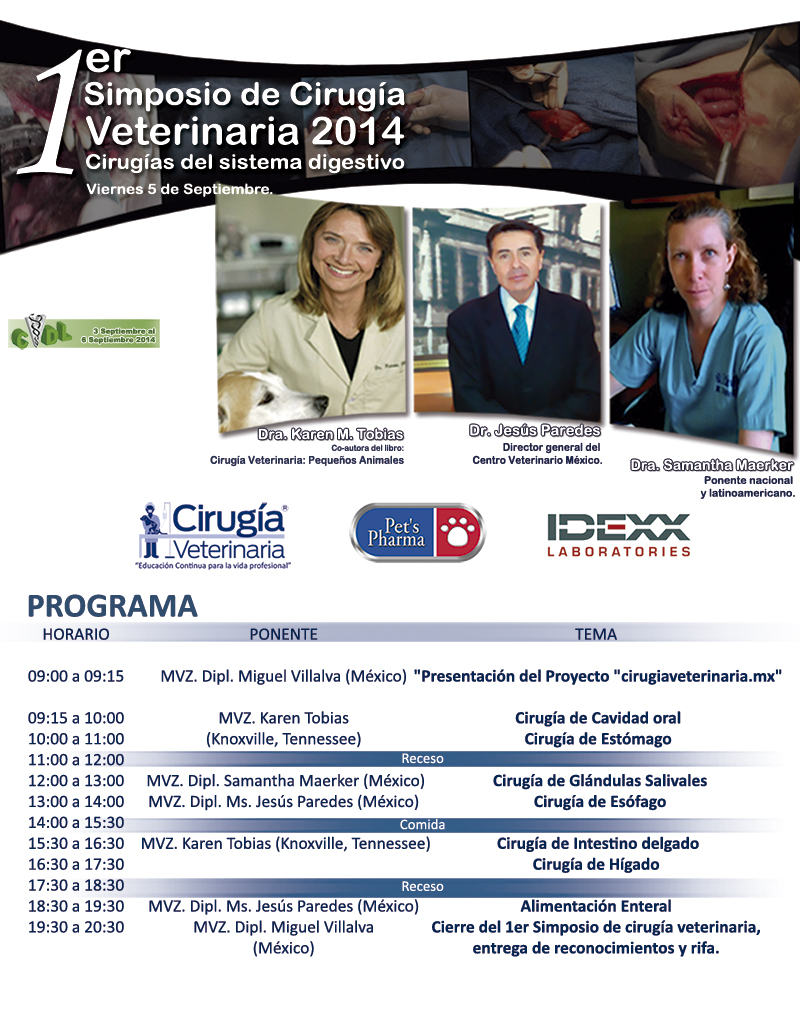 1er
Simposio de Cirugía
Veterinaria 2014
Cirugías del sistema digestivo
Viernes 5 de Septiembre.
CVDL
3 Septiembre al
6 Septiembre 2014
Dra. Karen M. Tobias
Co-autora del libro:
Cirugía Veterinaria: Pequeños Animales
Dr. Jesús Paredes
Director general del
Centro Veterinario México.
Dra. Samantha Maerker
Ponente nacional
y latinoamericano.
Cirugía®
Veterinaria
"Educación Continua para la vida profesional"
Pet's
Pharma
IDEXX
LABORATORIES
PROGRAMA
HORARIO PONENTE TEMA
09:00 a 09:15 MVZ. Dipl. Miguel Villalva (México) "Presentación del Proyecto "cirugiaveterinaria.mx"
09:15 a 10:00 MVZ. Karen Tobias Cirugía de Cavidad oral
10:00 a 11:00 (Knoxville, Tennessee) Cirugía de Estómago
11:00 a 12:00 Receso
12:00 a 13:00 MVZ. Dipl. Samantha Maerker (México) Cirugía de Glándulas Salivales
13:00 a 14:00 MVZ. Dipl. Ms. Jesús Paredes (México) Cirugía de Esófago
14:00 a 15:30 Comida
15:30 a 16:30 MVZ. Karen Tobias (Knoxville, Tennessee) Cirugía de Intestino delgado
16:30 a 17:30 Cirugía de Hígado
17:30 a 18:30 Receso
18:30 a 19:30 MVZ. Dipl. Ms. Jesús Paredes (México) Alimentación Enteral
19:30 a 20:30 MVZ. Dipl. Miguel Villalva Cierre del 1er Simposio de cirugía veterinaria,
(México) entrega de reconocimientos y rifa.